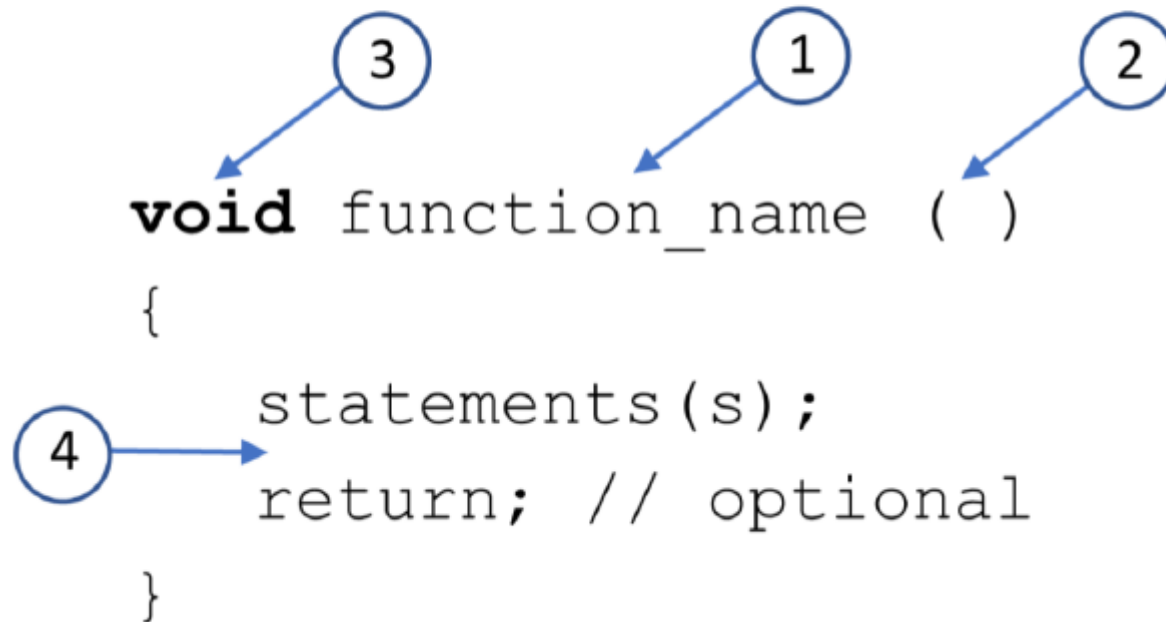 3 1 2
void function_name ( )
{
statements(s);
4
return; // optional
}